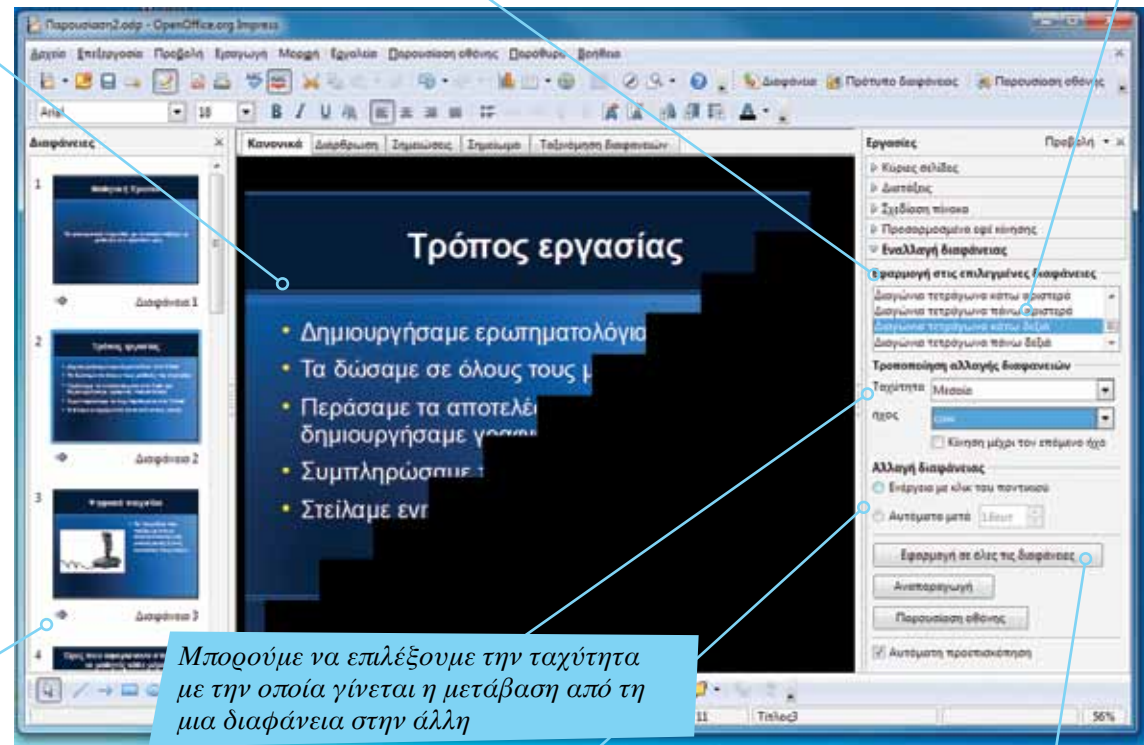 Παρουσίαση2.odp - OpenOffice.org Impress
Αρχείο Επεξεργασία Προβολή Εισαγωγή Μορφή Εργαλεία Παρουσίαση οθόνης Παράθυρο Βοήθεια
Διαφάνεια Πρότυπο διαφάνειας Παρουσίαση οθόνης
Arial 18 B I U A
Διαφάνειες
Κανονικό Διάρθρωση Σημειώσεις Σημείωμα Ταξινόμηση διαφανειών
Εργασίες Προβολή
1
Διαφάνεια 1
2
Τρόπος εργασίας
Διαφάνεια 2
3
Διαφάνεια 3
4
Τρόπος εργασίας
• Δημιουργήσαμε ερωτηματολόγιο
• Τα δώσαμε σε όλους τους μ
• Περάσαμε τα αποτελέ
δημιουργήσαμε γραφ
• Συμπληρώσαμε τ
• Στείλαμε εν
Κύριες σελίδες
Διατάξεις
Σχεδίαση πίνακα
Προσαρμοσμένα εφέ κίνησης
Εναλλαγή διαφάνειας
Εφαρμογή στις επιλεγμένες διαφάνειες
Διαγώνια τετράγωνα κάτω αριστερά
Διαγώνια τετράγωνα πάνω αριστερά
Διαγώνια τετράγωνα κάτω δεξιά
Διαγώνια τετράγωνα πάνω δεξιά
Τροποποίηση αλλαγής διαφανειών
Ταχύτητα Μεσαία
ήχος
Κίνηση μέχρι τον επόμενο ήχο
Αλλαγή διαφάνειας
Ενέργεια με κλικ του ποντικιού
Αυτόματα μετά
Εφαρμογή σε όλες τις διαφάνειες
Αναπαραγωγή
Παρουσίαση οθόνης
Αυτόματη προεπισκόπηση
Μπορούμε να επιλέξουμε την ταχύτητα
με την οποία γίνεται η μετάβαση από τη
μια διαφάνεια στην άλλη
11 Τίτλος3 56%